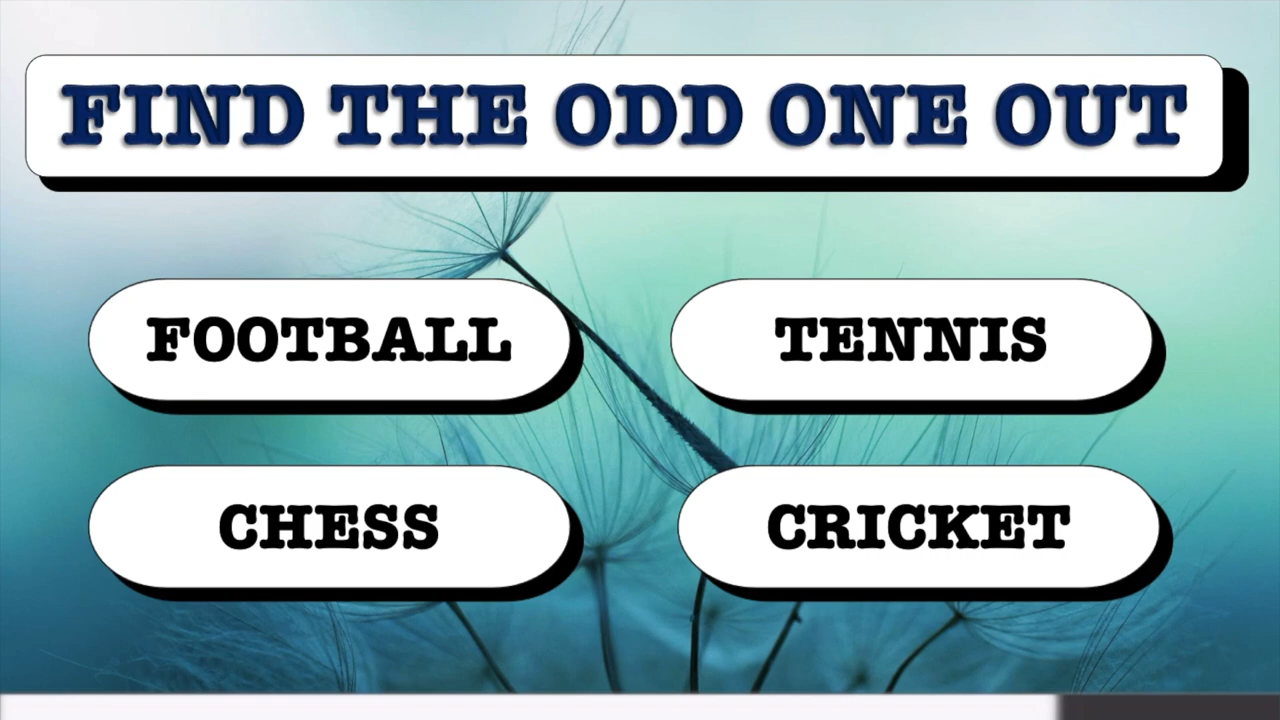 FIND THE ODD ONE OUT
FOOTBALL
TENNIS
CHESS
CRICKET